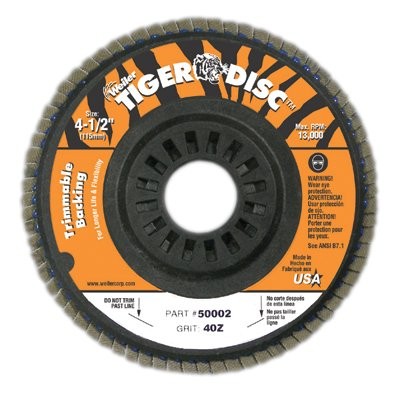 Weiler
TIGER DISC™
Size:
4-1/2"
(115mm)
Max. RPM:
13,000
Trimmable
Backing
For Longer Life & Flexibility
WARNING!
Wear eye
protection.
ADVERTENCIA!
Usar protección
de sus ojos.
ATTENTION!
Porter une
protection pour
les yeux.
See ANSI B7.1
www.weilercorp.com
Made in
Hecho en
Fabriqué aux
USA
DO NOT TRIM
PAST LINE
No corte después
de esta linea
Ne pas tailler
passé la
ligne
PART #50002
GRIT: 40Z